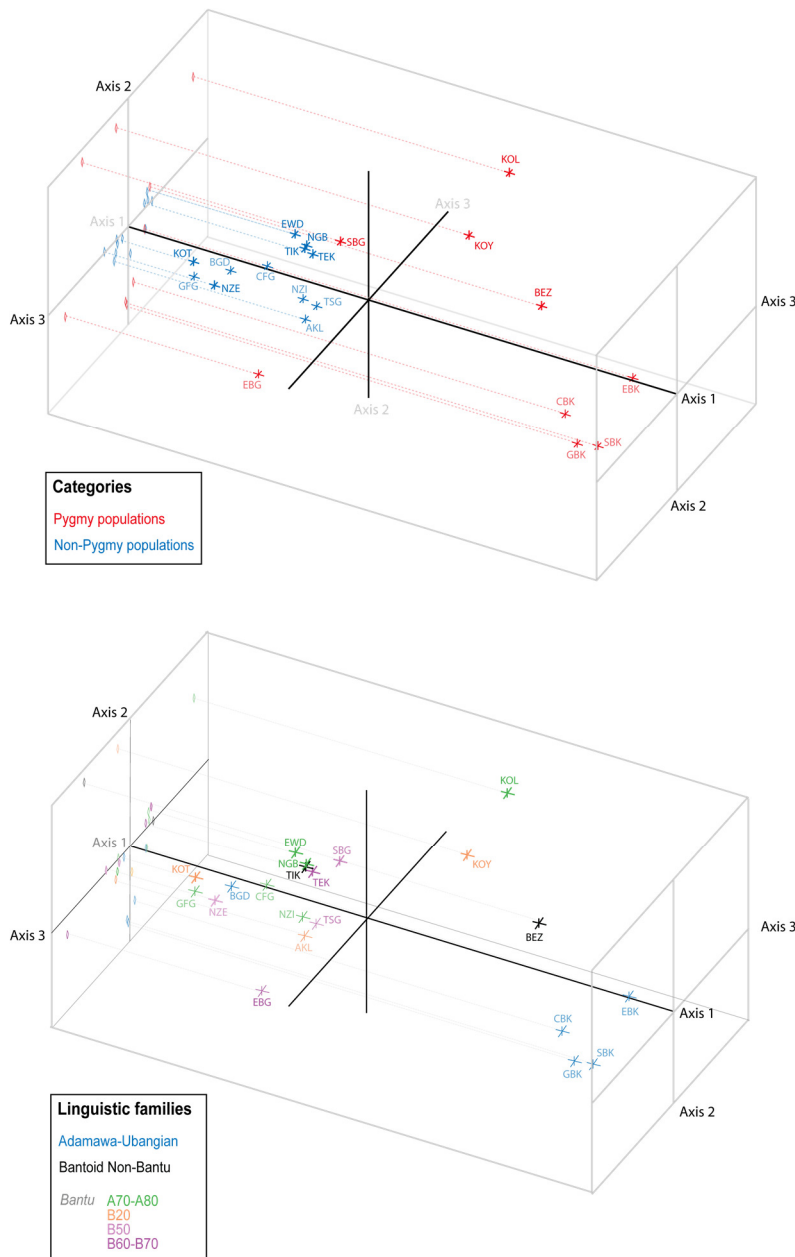 Axis 2
KOL
Axis 3
Axis 1
EWD
NGB
SBG
KOY
TIK
TEK
KOT
BGD
CFG
GFG
NZE
NZI
TSG
BEZ
Axis 3
Axis 3
AKL
EBG
EBK
CBK
Axis 1
Axis 2
SBK
GBK
Axis 2
Categories
Pygmy populations
Non-Pygmy populations
Axis 2
KOL
Axis 1
EWD
SBG
KOY
NGB
TIK
TEK
KOT
BGD
CFG
GFG
NZE
NZI
TSG
BEZ
Axis 3
Axis 3
AKL
EBG
EBK
CBK
Axis 1
SBK
GBK
Axis 2
Linguistic families
Adamawa-Ubangian
Bantoid Non-Bantu
Bantu A70-A80
B20
B50
B60-B70